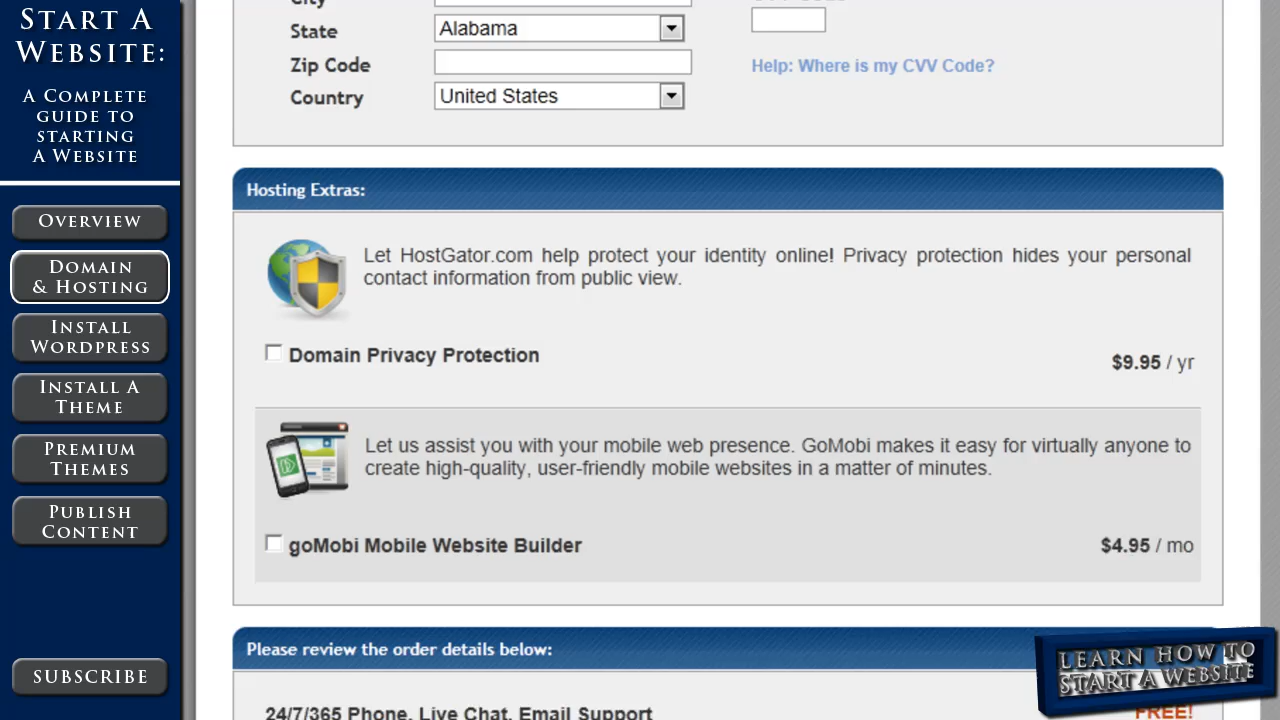 START A
WEBSITE:
A COMPLETE
GUIDE TO
STARTING
A WEBSITE
OVERVIEW
DOMAIN
& HOSTING
INSTALL
WORDPRESS
INSTALL A
THEME
PREMIUM
THEMES
PUBLISH
CONTENT
SUBSCRIBE
State
Alabama
Zip Code
Help: Where is my CVV Code?
Country
United States
Hosting Extras:
Let HostGator.com help protect your identity online! Privacy protection hides your personal
contact information from public view.
Domain Privacy Protection
$9.95 / yr
Let us assist you with your mobile web presence. GoMobi makes it easy for virtually anyone to
create high-quality, user-friendly mobile websites in a matter of minutes.
goMobi Mobile Website Builder
$4.95 / mo
Please review the order details below:
24/7/365 Phone, Live Chat, Email Support
FREE!
LEARN HOW TO
START A WEBSITE